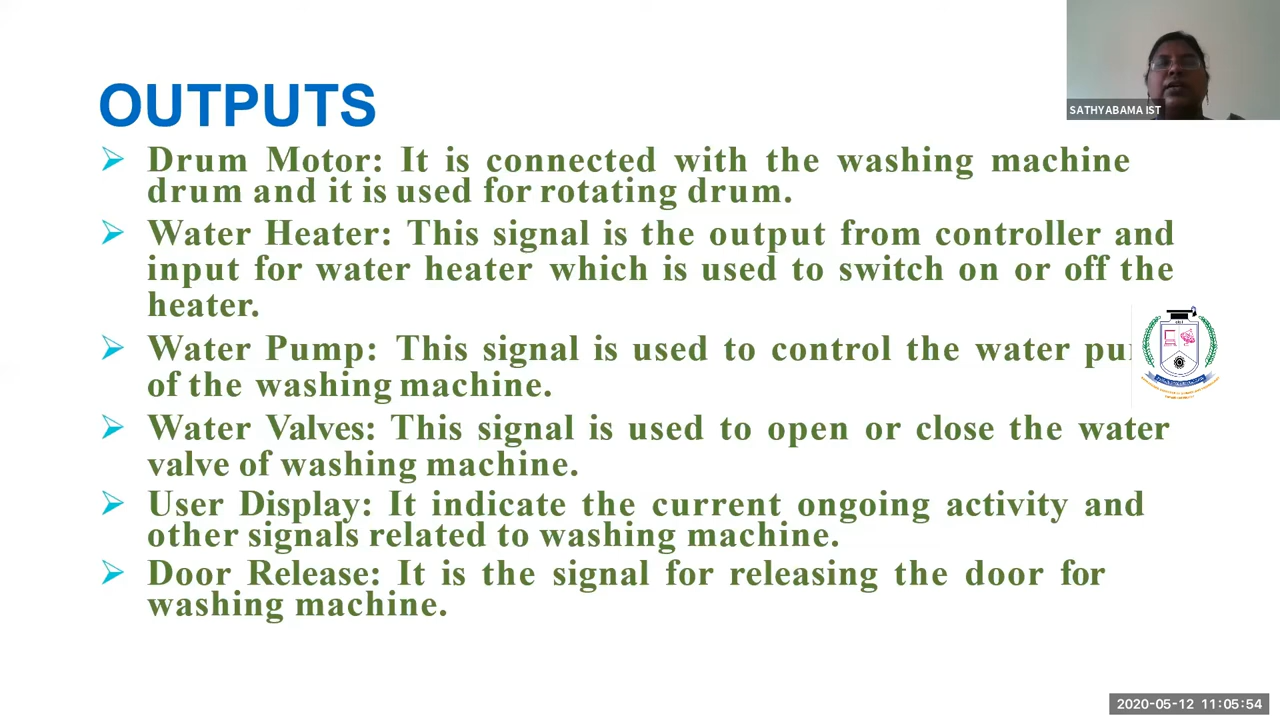 SATHYABAMA IST
OUTPUTS
➢ Drum Motor: It is connected with the washing machine
drum and it is used for rotating drum.
➢ Water Heater: This signal is the output from controller and
input for water heater which is used to switch on or off the
heater.
➢ Water Pump: This signal is used to control the water
of the washing machine.
➢ Water Valves: This signal is used to open or close the water
valve of washing machine.
➢ User Display: It indicate the current ongoing activity and
other signals related to washing machine.
➢ Door Release: It is the signal for releasing the door for
washing machine.
2020-05-12 11:05:54